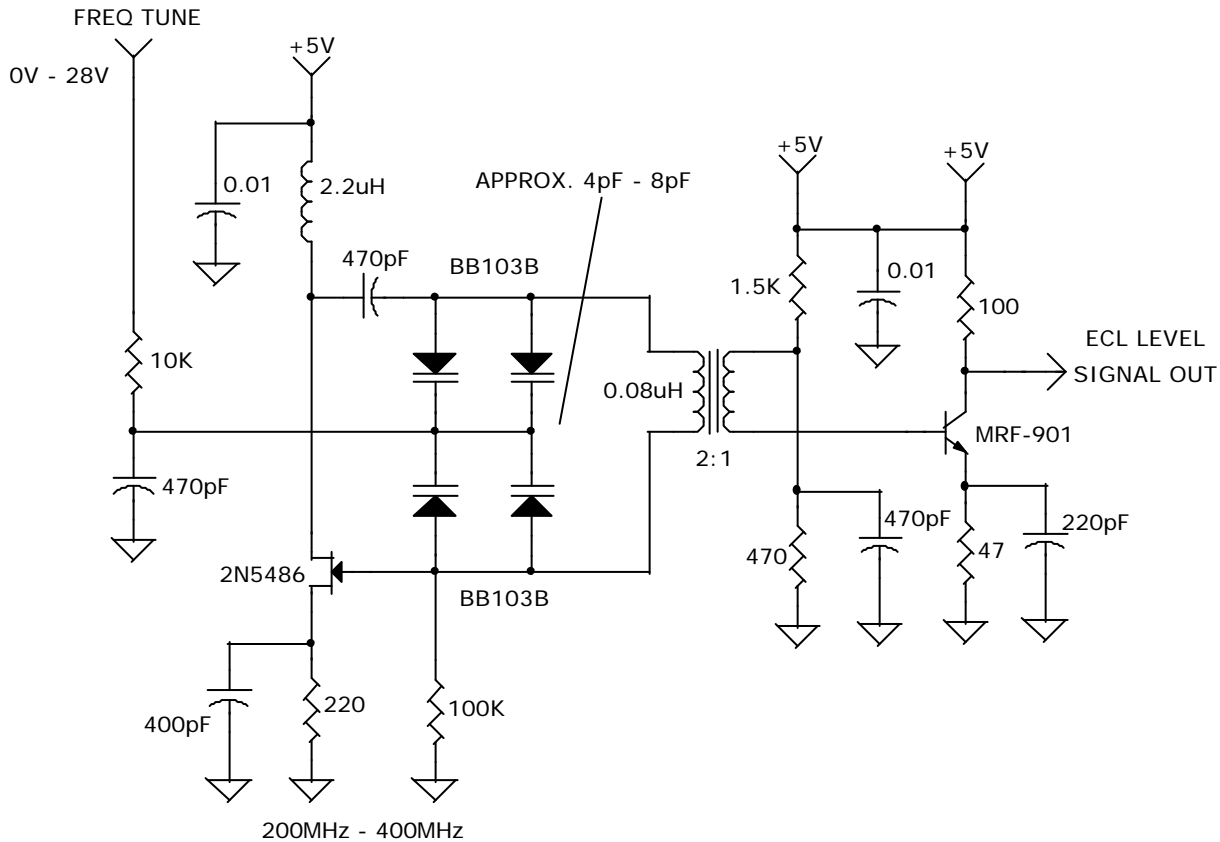 FREQ TUNE
0V - 28V
+5V
0.01
2.2uH
APPROX. 4pF - 8pF
470pF
BB103B
10K
470pF
0.08uH
2:1
+5V
+5V
1.5K
0.01
100
ECL LEVEL
SIGNAL OUT
MRF-901
2N5486
BB103B
470
470pF
47
220pF
400pF
220
100K
200MHz - 400MHz